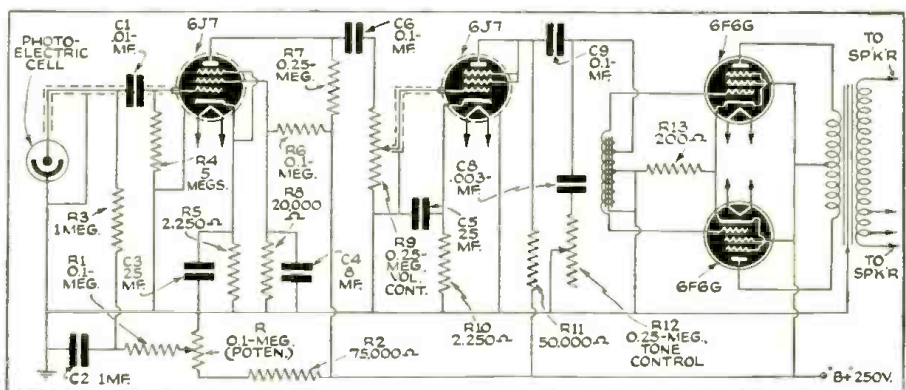 PHOTO-
ELECTRIC
CELL
C1
.01-
MF.
6J7
R7
0.25-
MEG.
C6
0.1-
MF.
6J7
C9
0.1-
MF.
6F6G
TO
SPK'R
R3
1 MEG.
R4
5
MEGS.
R6
0.1-
MEG.
R8
20,000
Ω
R5
2,250Ω
R1
0.1-
MEG.
C3
25
MF.
C4
8
MF.
R9
0.25-
MEG.
VOL.
CONT.
C8
.003-
MF.
C5
25
MF.
R13
200
Ω
6F6G
TO
SPK'R
C2 1MF.
R
0.1-MEG.
(POTEN.)
R2
75,000Ω
R10
2,250Ω
R11
50,000Ω
R12
0.25-MEG.,
TONE
CONTROL
"B+" 250V.